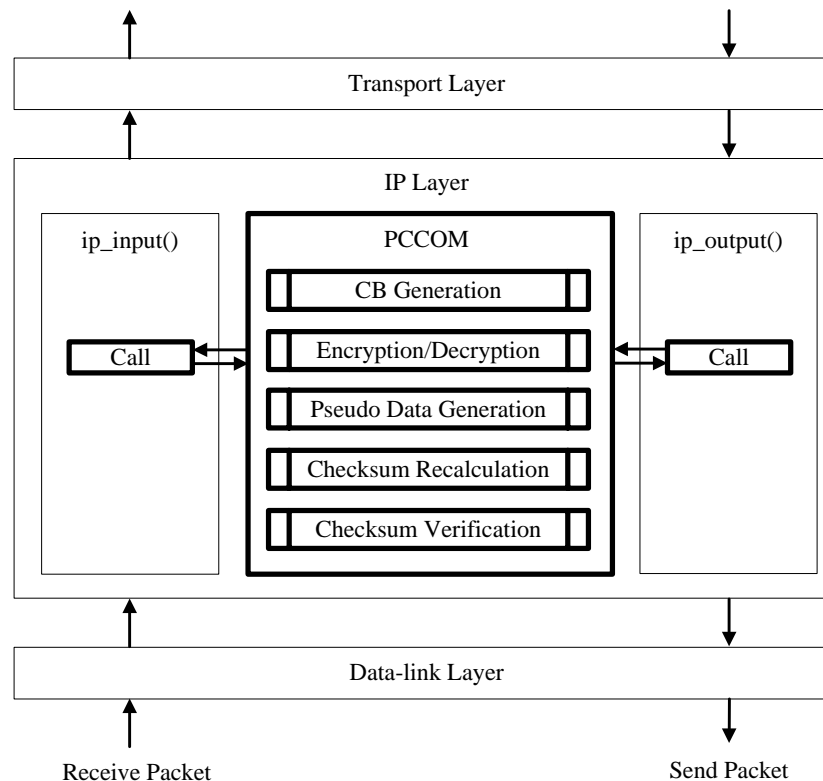 Transport Layer
IP Layer
ip_input()
PCCOM
ip_output()
CB Generation
Encryption/Decryption
Call
Call
Pseudo Data Generation
Checksum Recalculation
Checksum Verification
Data-link Layer
Receive Packet
Send Packet